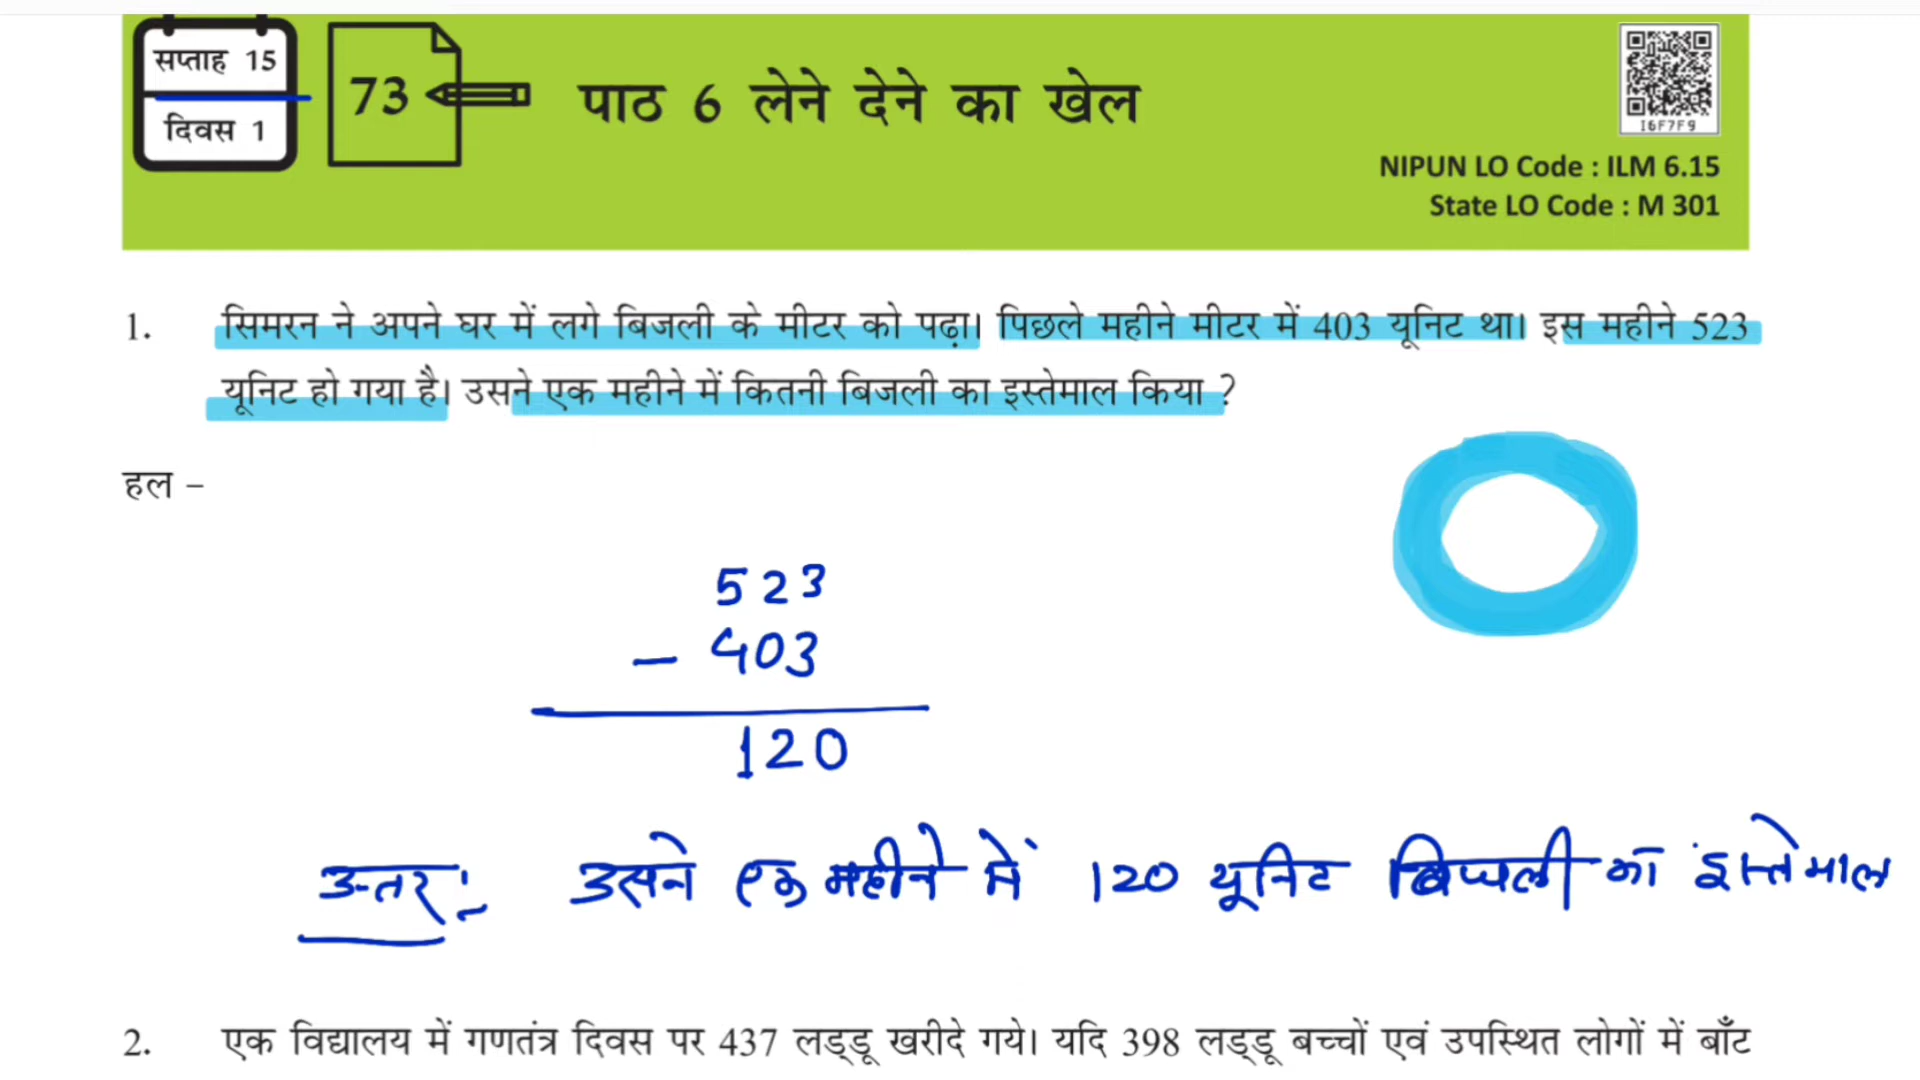 सप्ताह 15
दिवस 1
73
पाठ 6 लेने देने का खेल
I6F7F9
NIPUN LO Code : ILM 6.15
State LO Code : M 301
1. सिमरन ने अपने घर में लगे बिजली के मीटर को पढ़ा। पिछले महीने मीटर में 403 यूनिट था। इस महीने 523
यूनिट हो गया है। उसने एक महीने में कितनी बिजली का इस्तेमाल किया ?
हल –
523
– 403
120
उत्तर:- उसने एक महीने में 120 यूनिट बिजली का इस्तेमाल
2. एक विद्यालय में गणतंत्र दिवस पर 437 लड्डू खरीदे गये। यदि 398 लड्डू बच्चों एवं उपस्थित लोगों में बाँट